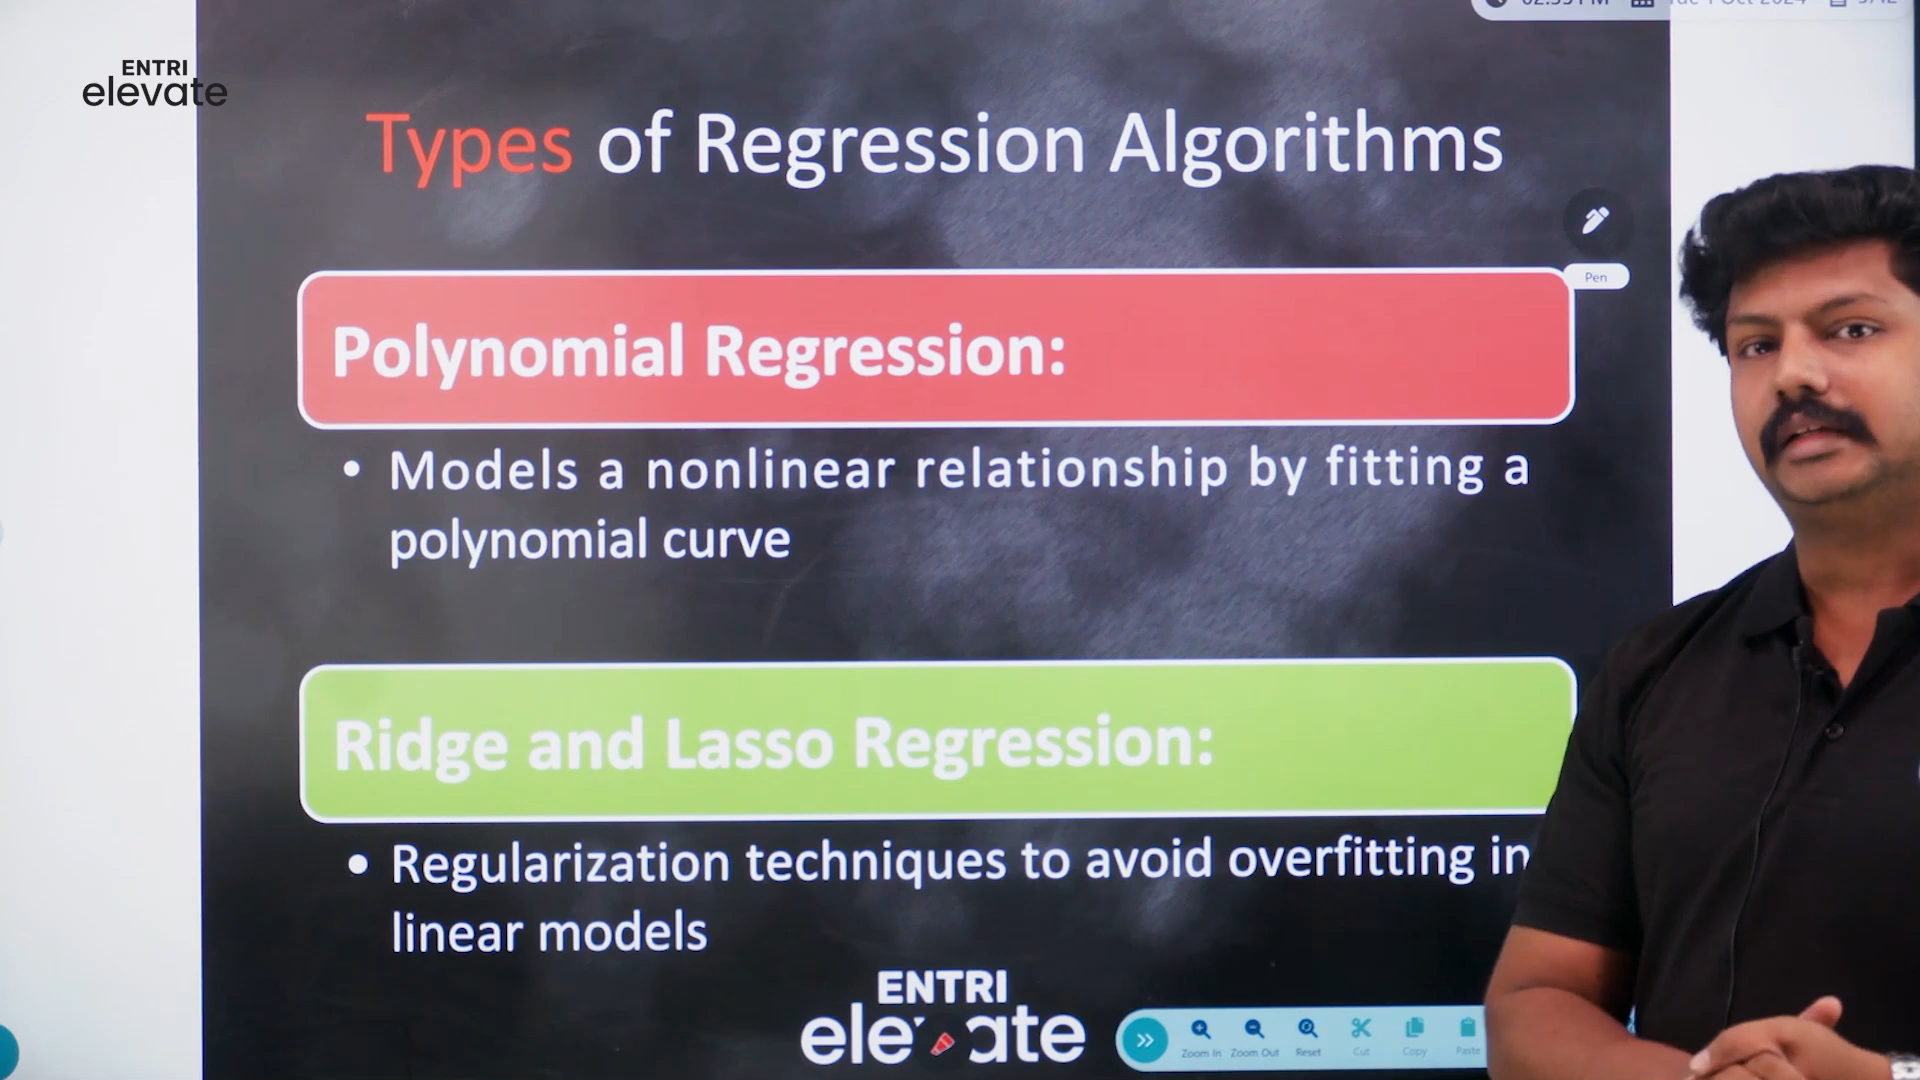 ENTRI
elevate
Types of Regression Algorithms
Pen
Polynomial Regression:
• Models a nonlinear relationship by fitting a
polynomial curve
Ridge and Lasso Regression:
• Regularization techniques to avoid overfitting in
linear models
ENTRI
Zoom In Zoom Out Reset Cut Copy Paste